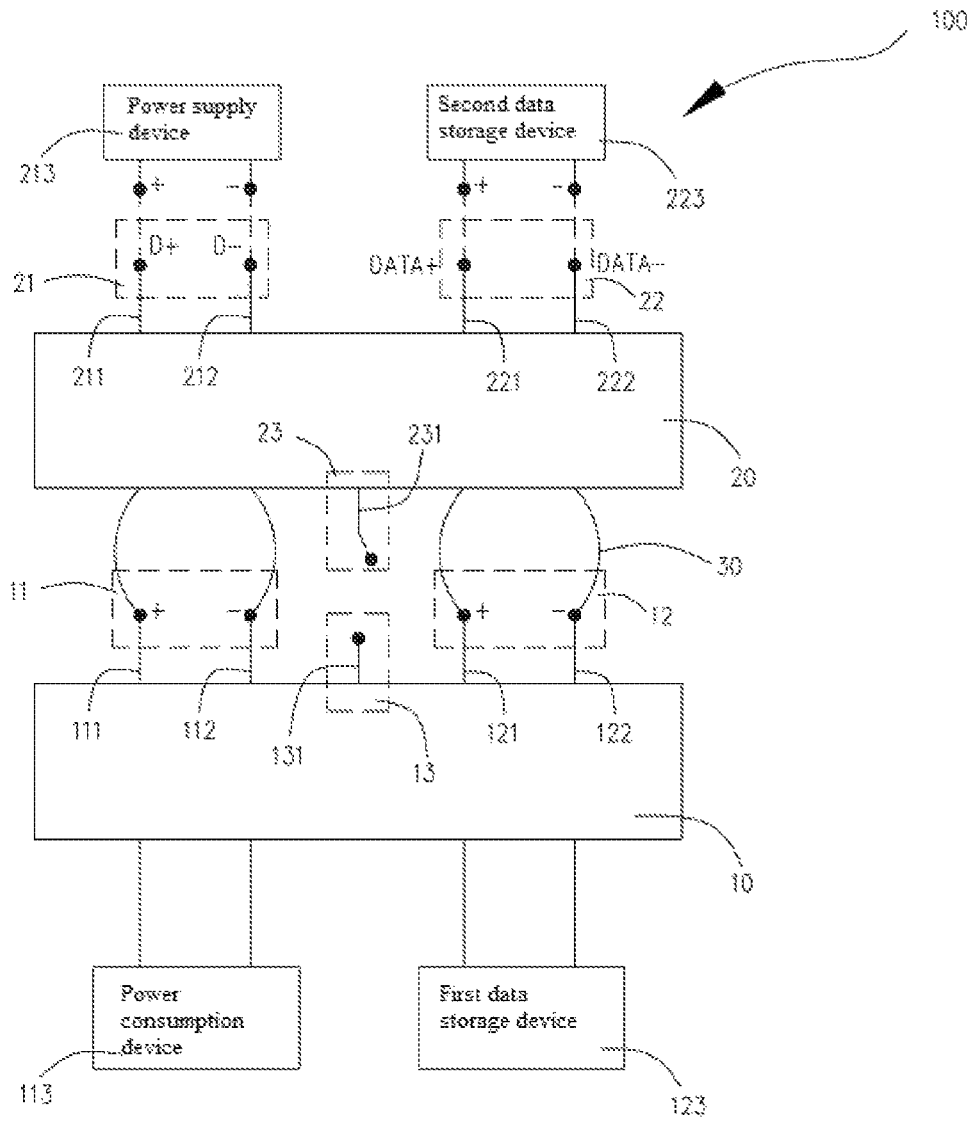 100
Power supply
device
Second data
storage device
213
223
+
-
+
-
D+
D-
DATA+
DATA-
21
22
211
212
221
222
23
231
20
30
11
12
+
-
+
-
111
112
131
13
121
122
10
Power
consumption
device
First data
storage device
113
123